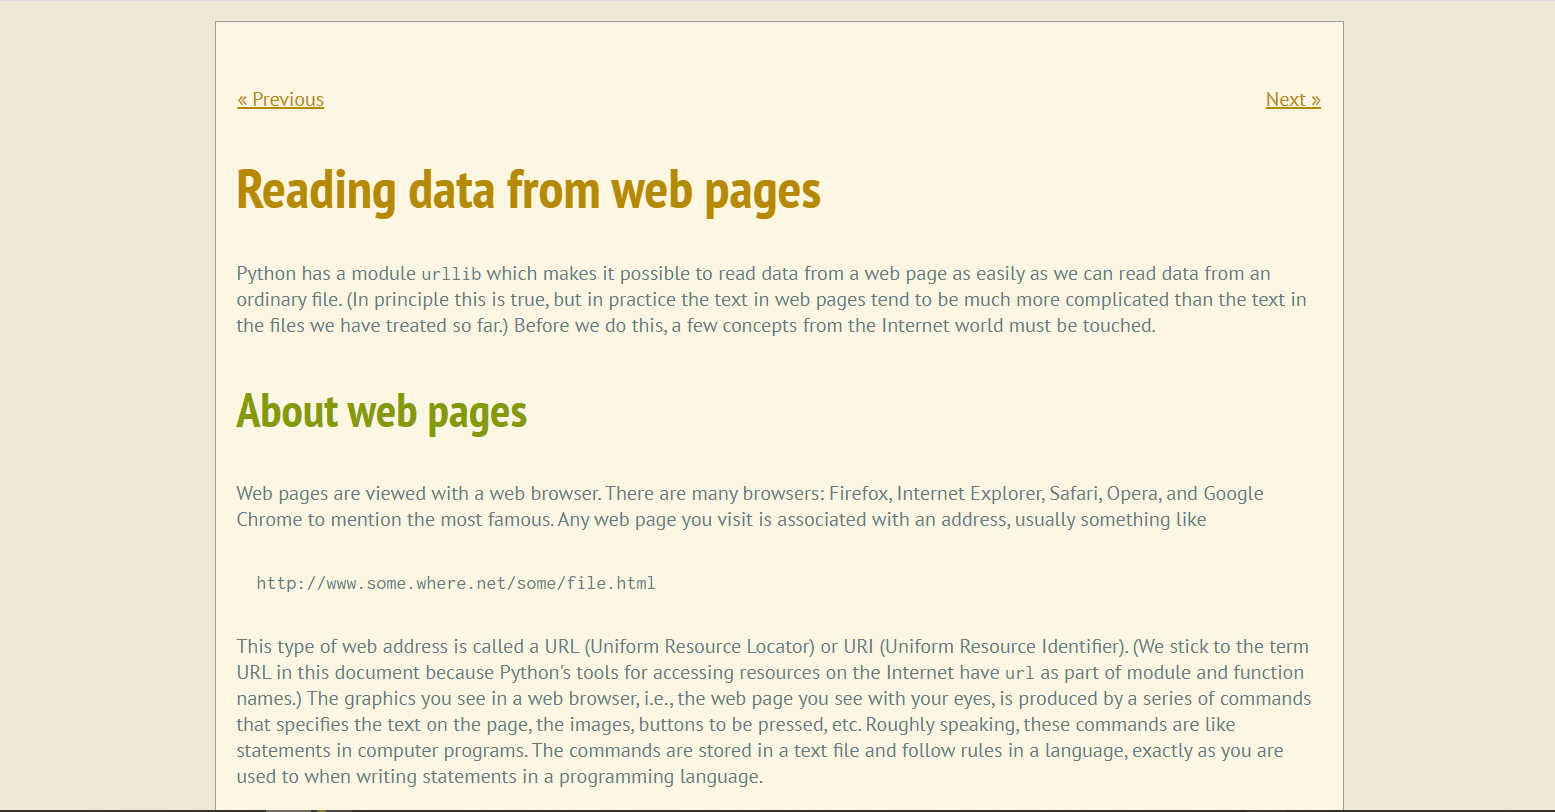 « Previous
Next »
Reading data from web pages
Python has a module urllib which makes it possible to read data from a web page as easily as we can read data from an
ordinary file. (In principle this is true, but in practice the text in web pages tend to be much more complicated than the text in
the files we have treated so far.) Before we do this, a few concepts from the Internet world must be touched.
About web pages
Web pages are viewed with a web browser. There are many browsers: Firefox, Internet Explorer, Safari, Opera, and Google
Chrome to mention the most famous. Any web page you visit is associated with an address, usually something like
http://www.some.where.net/some/file.html
This type of web address is called a URL (Uniform Resource Locator) or URI (Uniform Resource Identifier). (We stick to the term
URL in this document because Python's tools for accessing resources on the Internet have url as part of module and function
names.) The graphics you see in a web browser, i.e., the web page you see with your eyes, is produced by a series of commands
that specifies the text on the page, the images, buttons to be pressed, etc. Roughly speaking, these commands are like
statements in computer programs. The commands are stored in a text file and follow rules in a language, exactly as you are
used to when writing statements in a programming language.